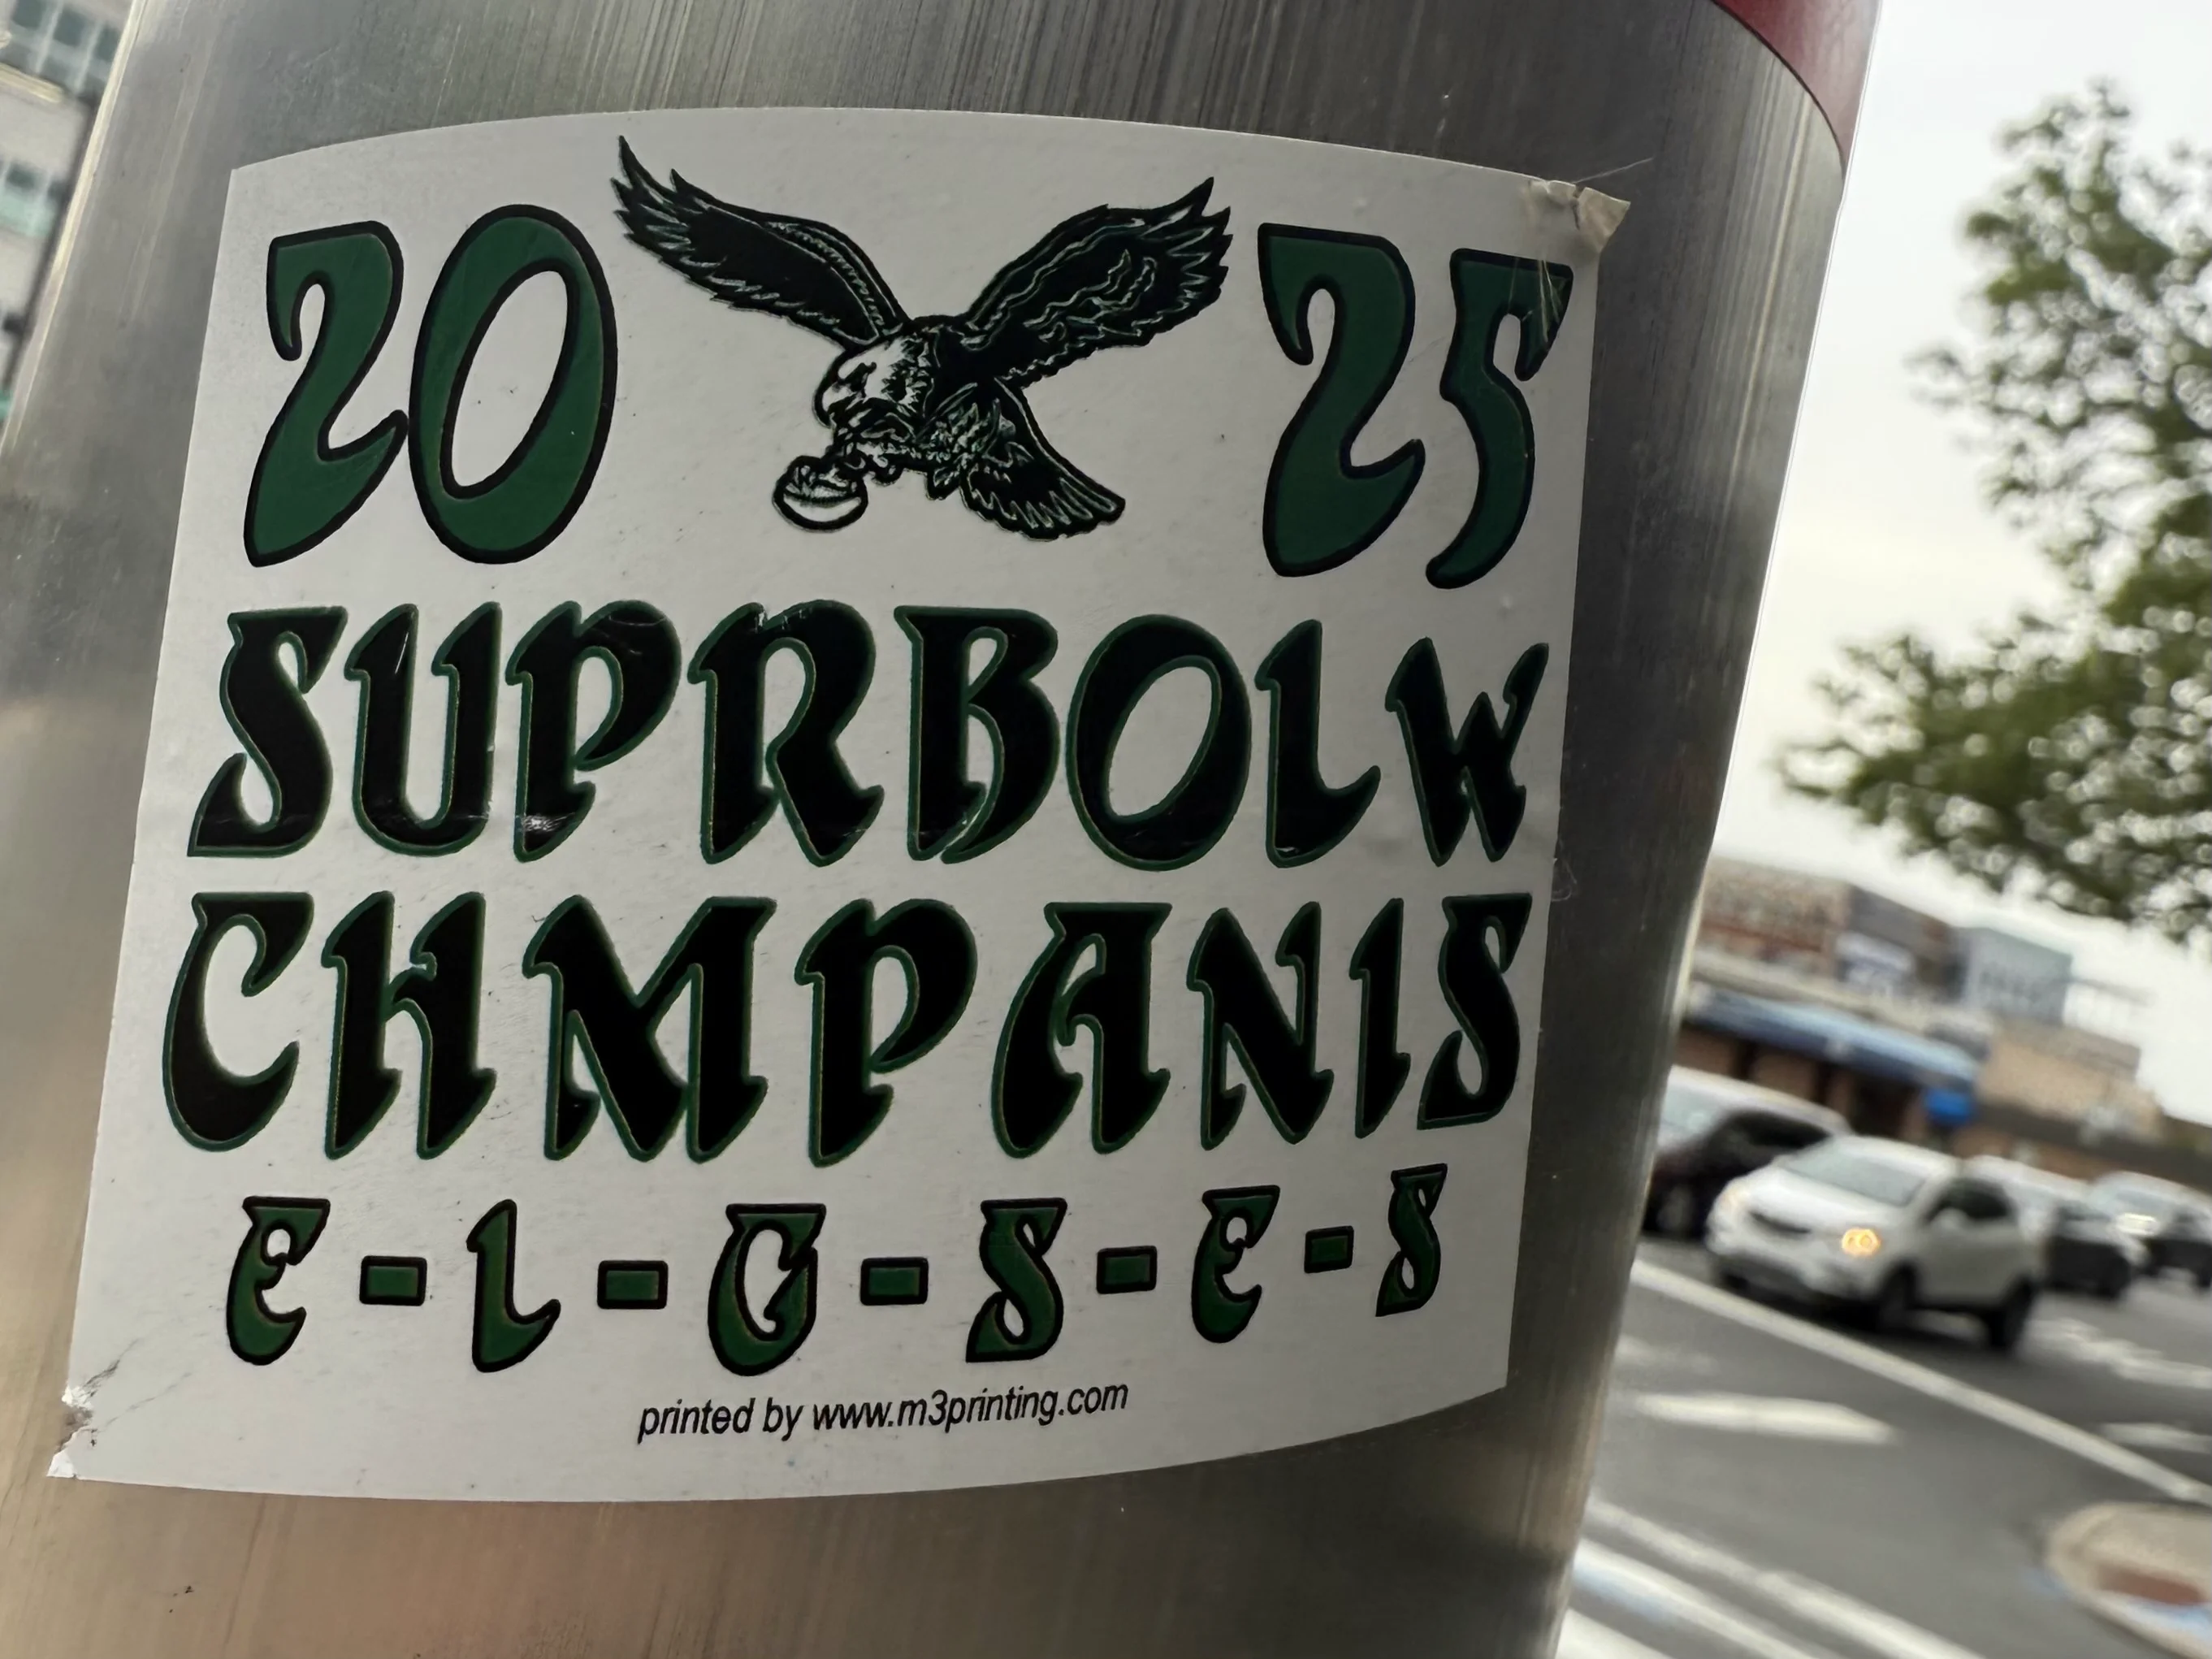 20 25
SUPRBOLW
CHMPANIS
E-L-G-S-E-S
printed by www.m3printing.com